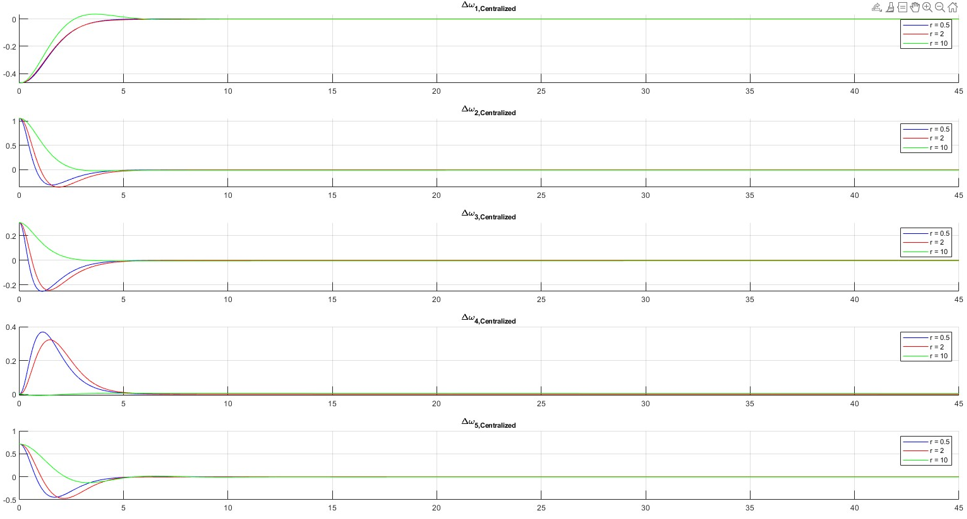 Δω1,Centralized
0
-0.2
-0.4
r = 0.5
r = 2
r = 10
0 5 10 15 20 25 30 35 40 45
Δω2,Centralized
1
0.5
0
r = 0.5
r = 2
r = 10
0 5 10 15 20 25 30 35 40 45
Δω3,Centralized
0.2
0
-0.2
r = 0.5
r = 2
r = 10
0 5 10 15 20 25 30 35 40 45
Δω4,Centralized
0.4
0.2
0
r = 0.5
r = 2
r = 10
0 5 10 15 20 25 30 35 40 45
Δω5,Centralized
1
0.5
0
-0.5
r = 0.5
r = 2
r = 10
0 5 10 15 20 25 30 35 40 45